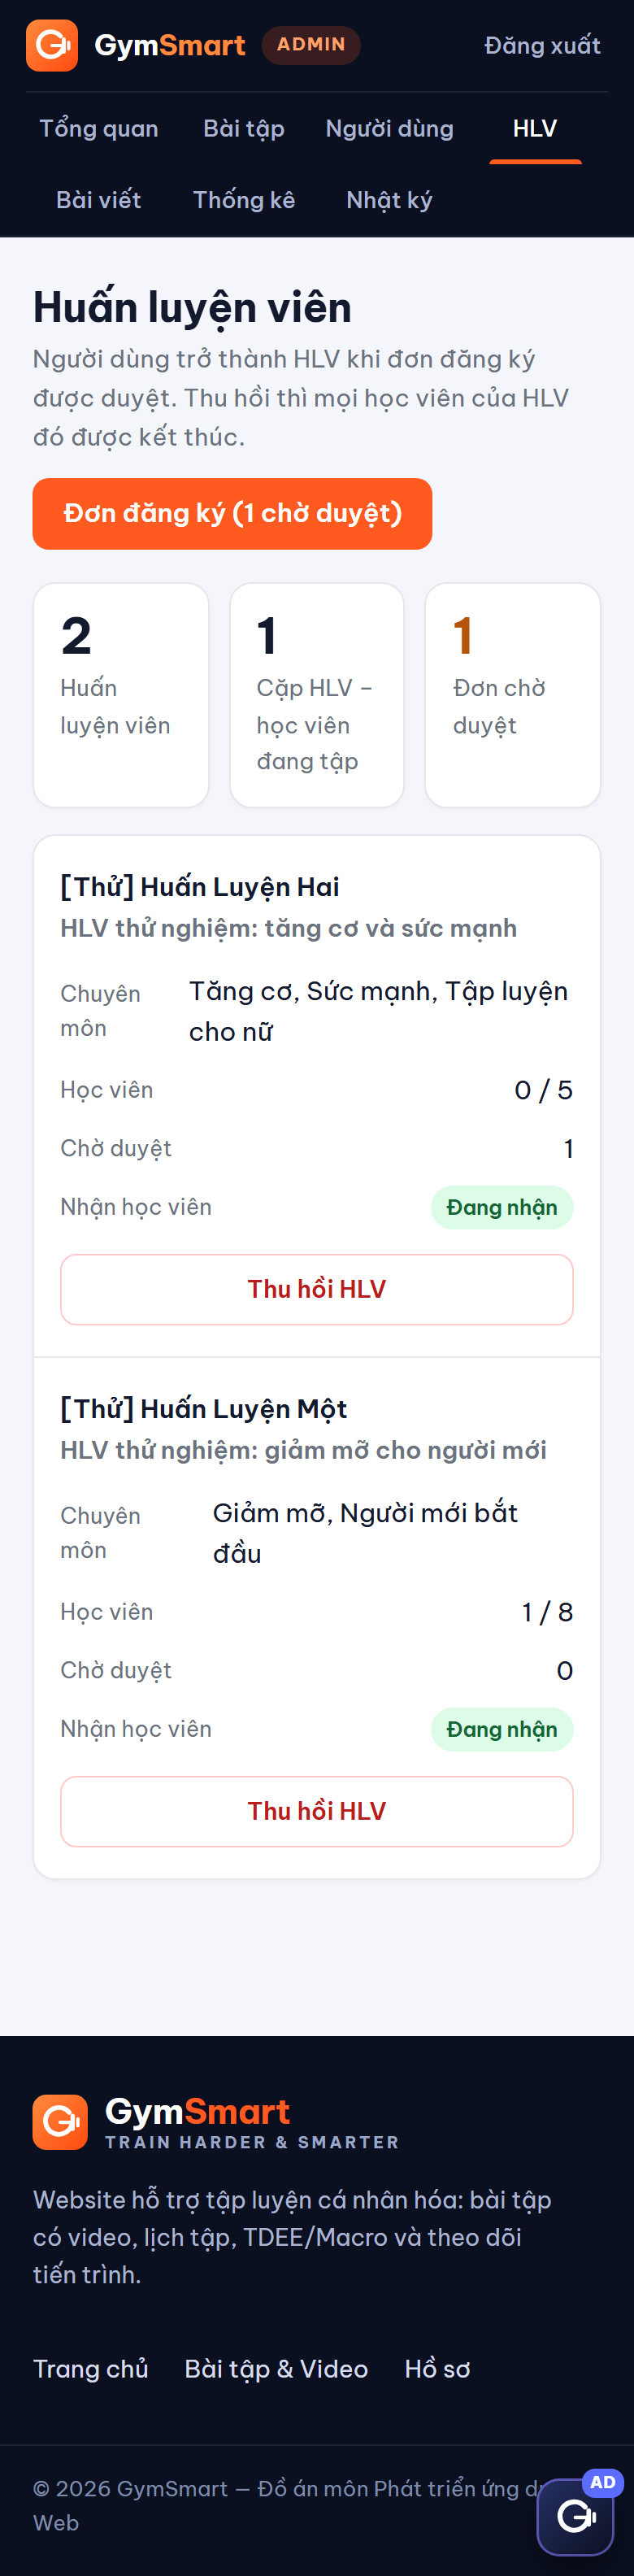 GymSmart ADMIN Đăng xuất
Tổng quan Bài tập Người dùng HLV
Bài viết Thống kê Nhật ký
Huấn luyện viên
Người dùng trở thành HLV khi đơn đăng ký
được duyệt. Thu hồi thì mọi học viên của HLV
đó được kết thúc.
Đơn đăng ký (1 chờ duyệt)
2
Huấn
luyện viên
1
Cặp HLV –
học viên
đang tập
1
Đơn chờ
duyệt
[Thử] Huấn Luyện Hai
HLV thử nghiệm: tăng cơ và sức mạnh
Chuyên
môn
Tăng cơ, Sức mạnh, Tập luyện
cho nữ
Học viên 0 / 5
Chờ duyệt 1
Nhận học viên Đang nhận
Thu hồi HLV
[Thử] Huấn Luyện Một
HLV thử nghiệm: giảm mỡ cho người mới
Chuyên
môn
Giảm mỡ, Người mới bắt
đầu
Học viên 1 / 8
Chờ duyệt 0
Nhận học viên Đang nhận
Thu hồi HLV
GymSmart
TRAIN HARDER & SMARTER
Website hỗ trợ tập luyện cá nhân hóa: bài tập
có video, lịch tập, TDEE/Macro và theo dõi
tiến trình.
Trang chủ Bài tập & Video Hồ sơ
© 2026 GymSmart — Đồ án môn Phát triển ứng
Web
AD